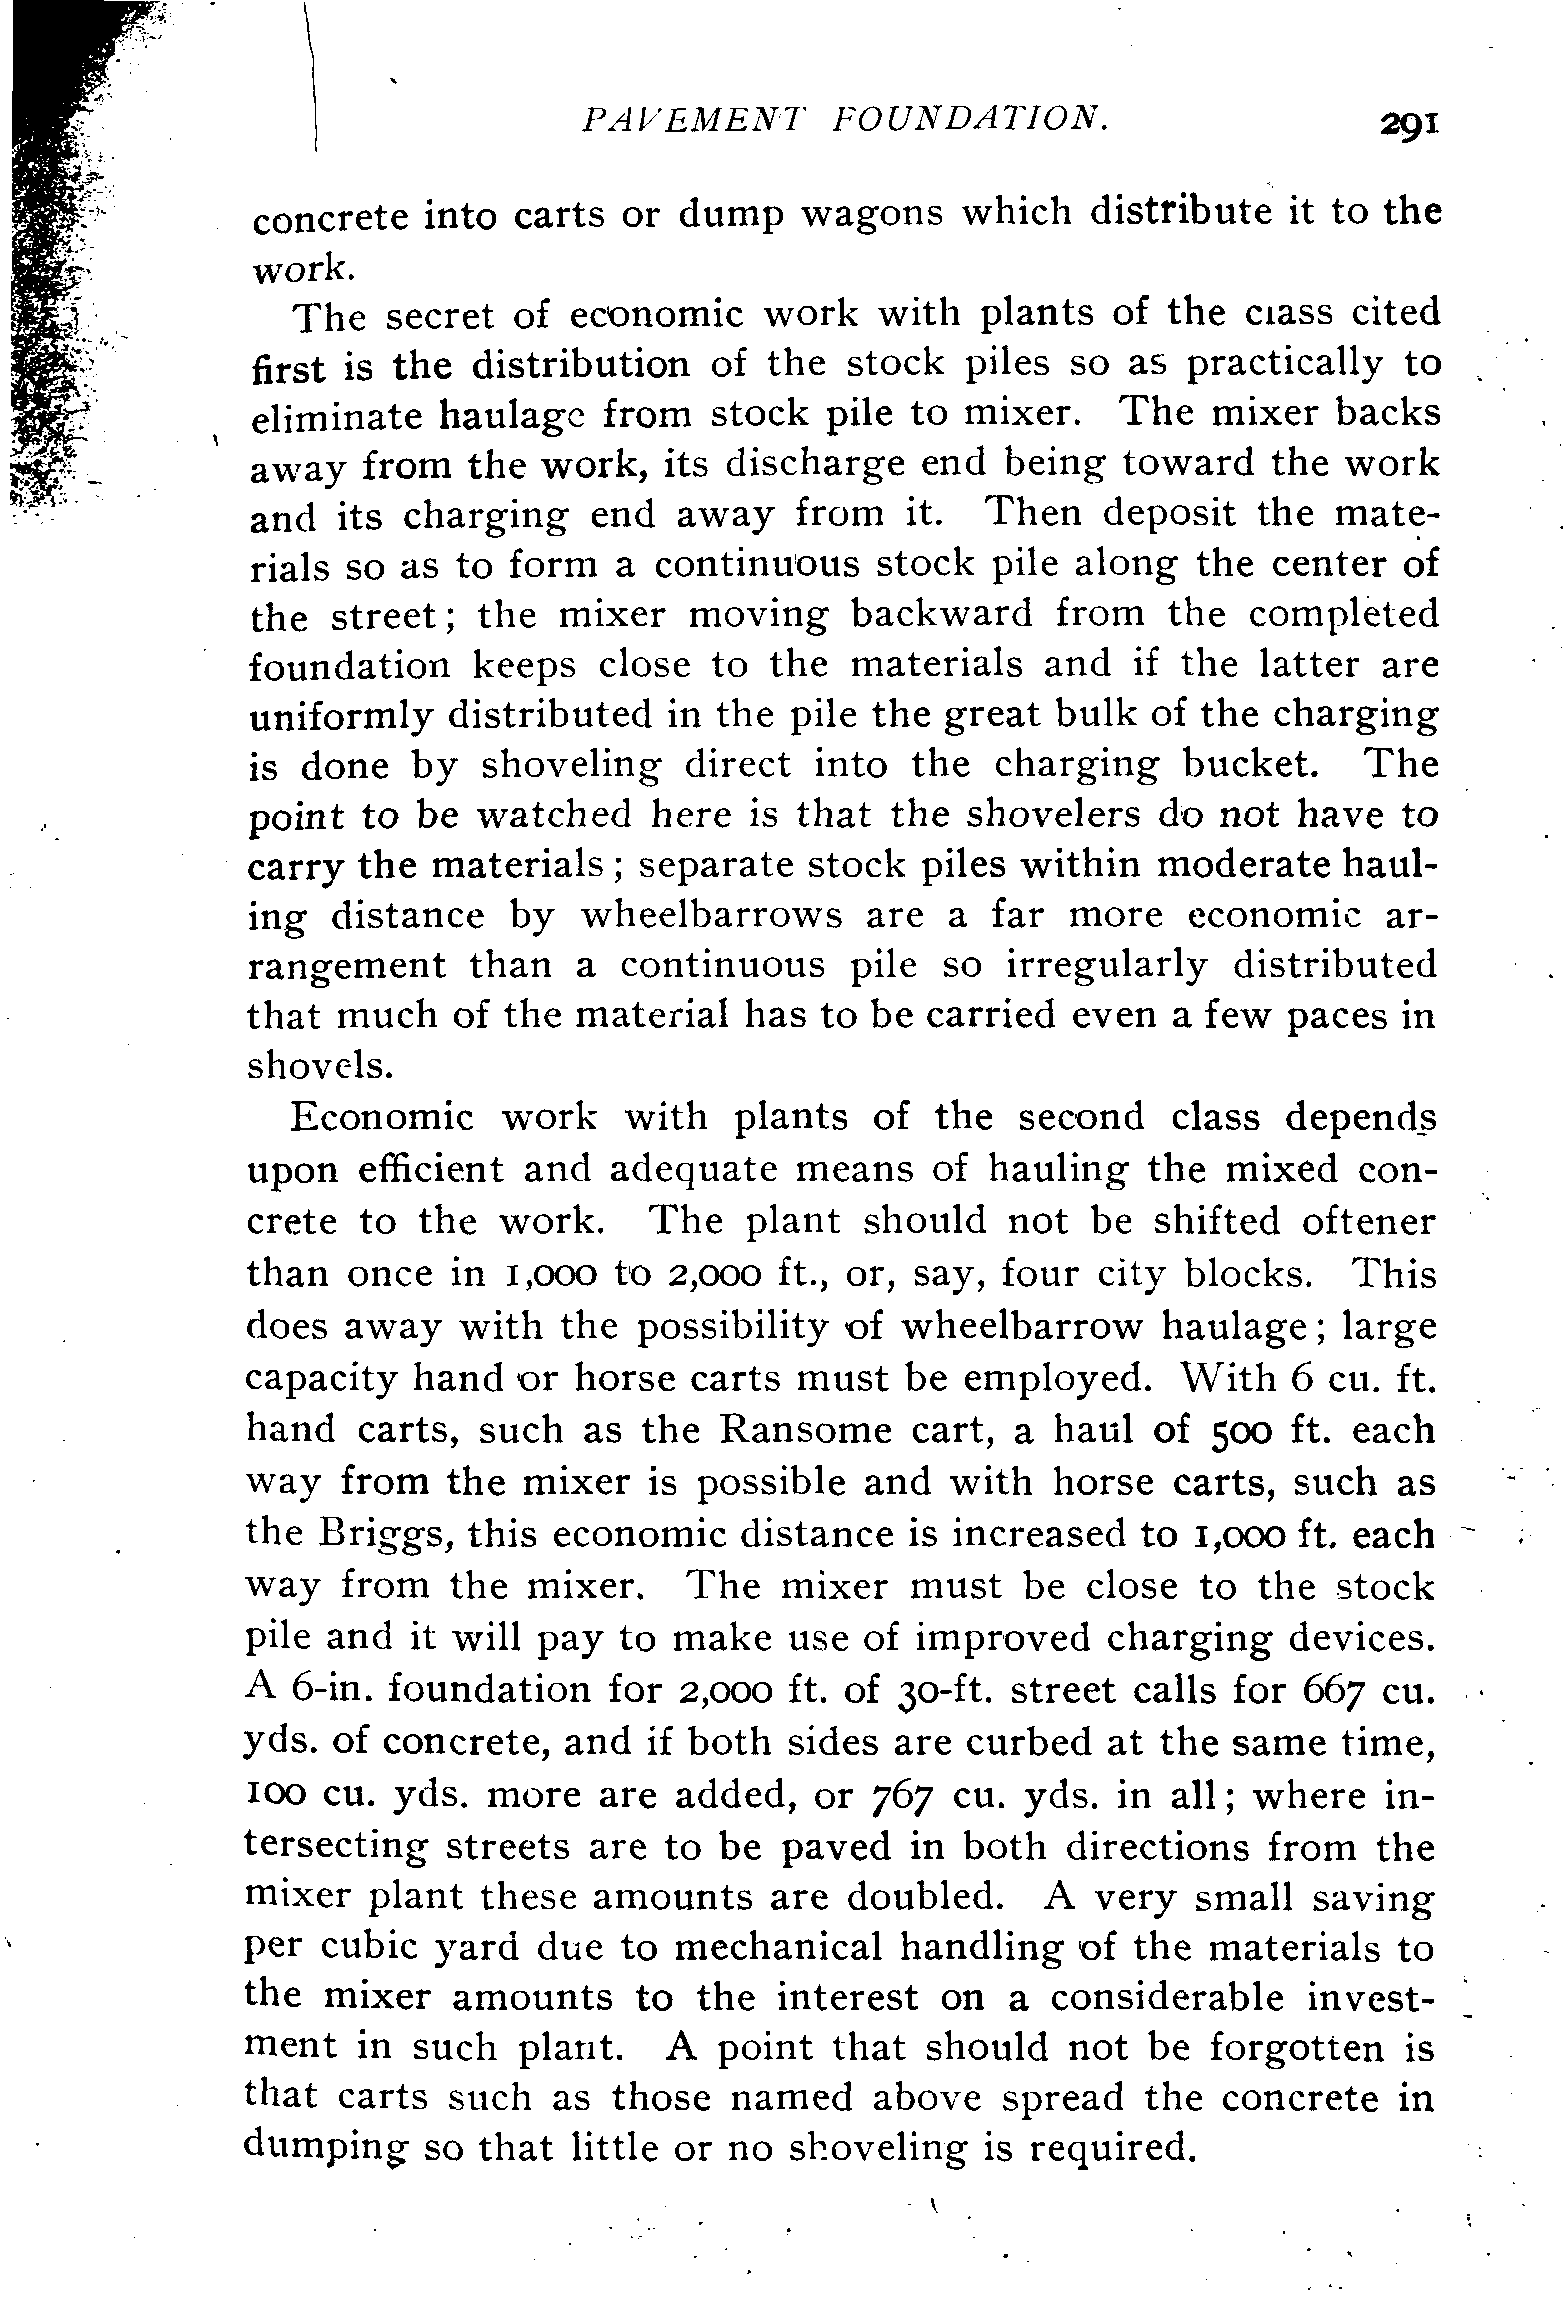 PAVEMENT FOUNDATION. 291
concrete into carts or dump wagons which distribute it to the
work.
The secret of economic work with plants of the class cited
first is the distribution of the stock piles so as practically to
eliminate haulage from stock pile to mixer. The mixer backs
away from the work, its discharge end being toward the work
and its charging end away from it. Then deposit the mate-
rials so as to form a continuous stock pile along the center of
the street; the mixer moving backward from the completed
foundation keeps close to the materials and if the latter are
uniformly distributed in the pile the great bulk of the charging
is done by shoveling direct into the charging bucket. The
point to be watched here is that the shovelers do not have to
carry the materials; separate stock piles within moderate haul-
ing distance by wheelbarrows are a far more economic ar-
rangement than a continuous pile so irregularly distributed
that much of the material has to be carried even a few paces in
shovels.
Economic work with plants of the second class depends
upon efficient and adequate means of hauling the mixed con-
crete to the work. The plant should not be shifted oftener
than once in 1,000 to 2,000 ft., or, say, four city blocks. This
does away with the possibility of wheelbarrow haulage; large
capacity hand or horse carts must be employed. With 6 cu. ft.
hand carts, such as the Ransome cart, a haul of 500 ft. each
way from the mixer is possible and with horse carts, such as
the Briggs, this economic distance is increased to 1,000 ft. each
way from the mixer. The mixer must be close to the stock
pile and it will pay to make use of improved charging devices.
A 6-in. foundation for 2,000 ft. of 30-ft. street calls for 667 cu.
yds. of concrete, and if both sides are curbed at the same time,
100 cu. yds. more are added, or 767 cu. yds. in all; where in-
tersecting streets are to be paved in both directions from the
mixer plant these amounts are doubled. A very small saving
per cubic yard due to mechanical handling of the materials to
the mixer amounts to the interest on a considerable invest-
ment in such plant. A point that should not be forgotten is
that carts such as those named above spread the concrete in
dumping so that little or no shoveling is required.